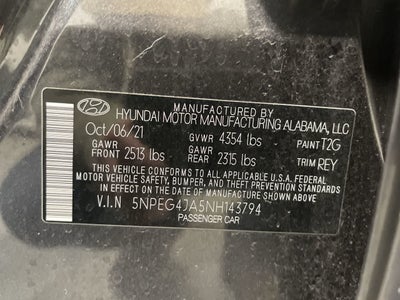 MANUFACTURED BY
HYUNDAI MOTOR MANUFACTURING ALABAMA, LLC
Oct/06/21 GVWR 4354 lbs PAINT T2G
GAWR FRONT 2513 lbs GAWR REAR 2315 lbs TRIM REY
THIS VEHICLE CONFORMS TO ALL APPLICABLE U.S. FEDERAL
MOTOR VEHICLE SAFETY, BUMPER, AND THEFT PREVENTION
STANDARDS IN EFFECT ON THE DATE OF MANUFACTURE SHOWN ABOVE.
V.I.N 5NPEG4JA5NH143794
PASSENGER CAR